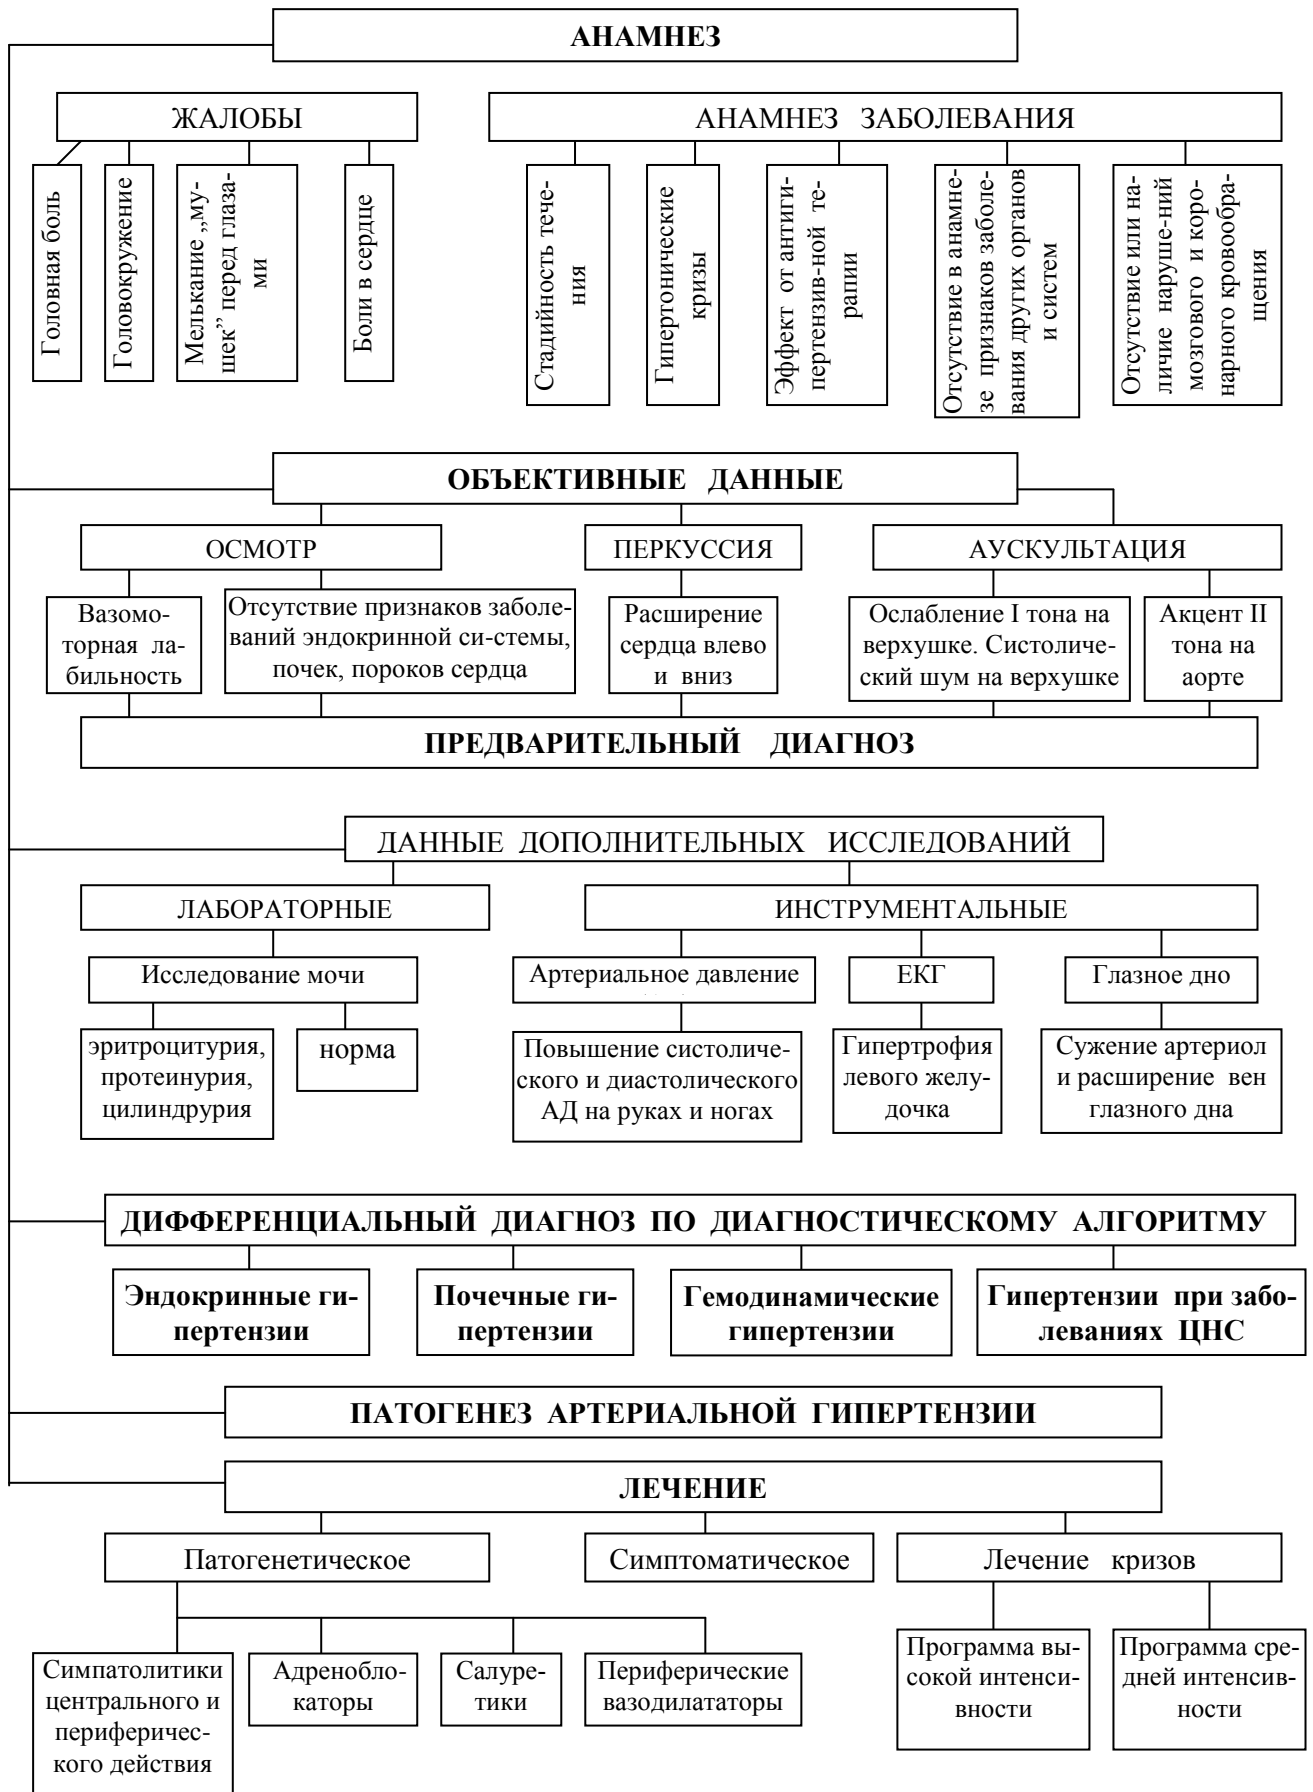 АНАМНЕЗ
ЖАЛОБЫ
Головная боль
Головокружение
Мелькание „му-
шек” перед глаза-
ми
Боли в сердце
АНАМНЕЗ ЗАБОЛЕВАНИЯ
Стадийность тече-
ния
Гипертонические
кризы
Эффект от антиги-
пертензив-ной те-
рапии
Отсутствие в анамне-
зе признаков заболе-
вания других органов
и систем
Отсутствие или на-
личие наруше-ний
мозгового и коро-
нарного кровообра-
щения
ОБЪЕКТИВНЫЕ ДАННЫЕ
ОСМОТР
Вазомо-
торная ла-
бильность
Отсутствие признаков заболе-
ваний эндокринной си-стемы,
почек, пороков сердца
ПЕРКУССИЯ
Расширение
сердца влево
и вниз
АУСКУЛЬТАЦИЯ
Ослабление I тона на
верхушке. Систоличе-
ский шум на верхушке
Акцент II
тона на
аорте
ПРЕДВАРИТЕЛЬНЫЙ ДИАГНОЗ
ДАННЫЕ ДОПОЛНИТЕЛЬНЫХ ИССЛЕДОВАНИЙ
ЛАБОРАТОРНЫЕ
Исследование мочи
эритроцитурия,
протеинурия,
цилиндрурия
норма
ИНСТРУМЕНТАЛЬНЫЕ
Артериальное давление
Повышение систоличе-
ского и диастолического
АД на руках и ногах
ЕКГ
Гипертрофия
левого желу-
дочка
Глазное дно
Сужение артериол
и расширение вен
глазного дна
ДИФФЕРЕНЦИАЛЬНЫЙ ДИАГНОЗ ПО ДИАГНОСТИЧЕСКОМУ АЛГОРИТМУ
Эндокринные ги-
пертензии
Почечные ги-
пертензии
Гемодинамические
гипертензии
Гипертензии при забо-
леваниях ЦНС
ПАТОГЕНЕЗ АРТЕРИАЛЬНОЙ ГИПЕРТЕНЗИИ
ЛЕЧЕНИЕ
Патогенетическое
Симпатолитики
центрального и
перифериче​с-
кого действия
Адренобло-
каторы
Салуре-
тики
Периферические
вазодилататоры
Симптоматическое
Лечение кризов
Программа вы-
сокой интенси-
вности
Программа сре-
дней интенсив-
ности